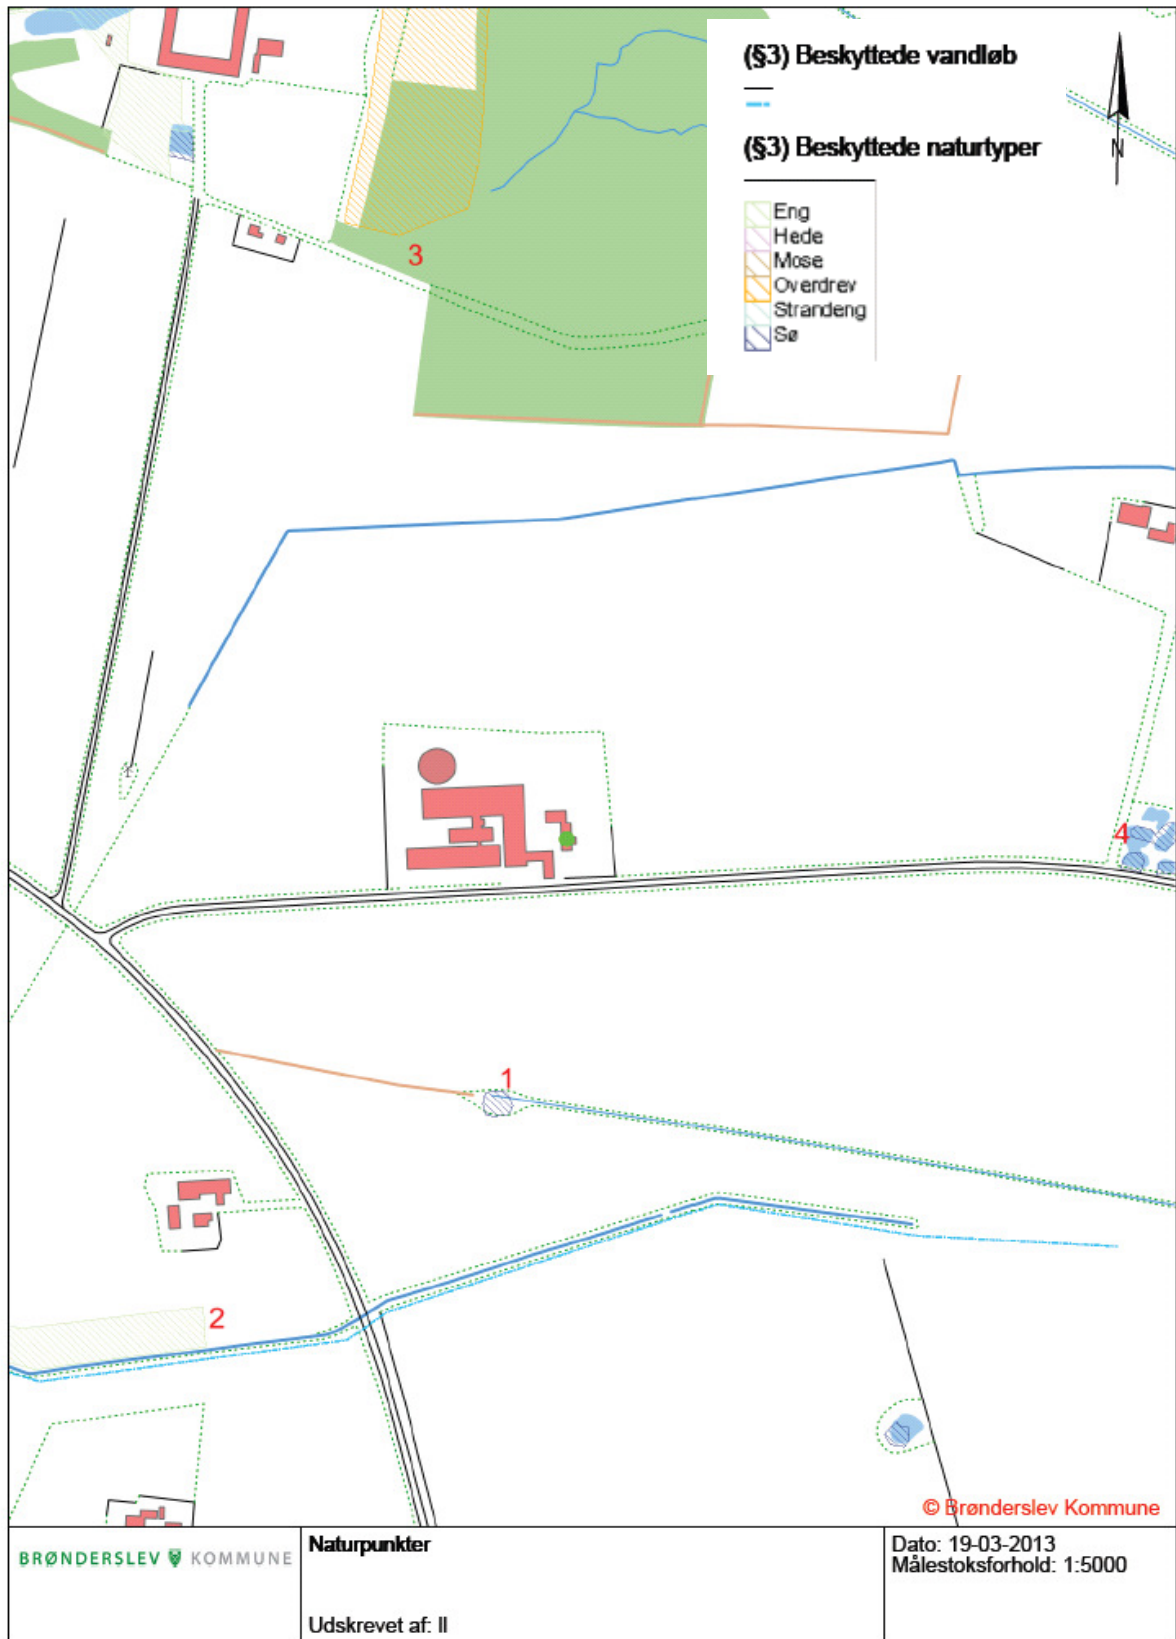 (§3) Beskyttede vandløb
(§3) Beskyttede naturtyper
N
Eng
Hede
Mose
Overdrev
Strandeng
Sø
3
4
1
2
© Brønderslev Kommune
BRØNDERSLEV KOMMUNE
Naturpunkter
Udskrevet af: II
Dato: 19-03-2013
Målestoksforhold: 1:5000